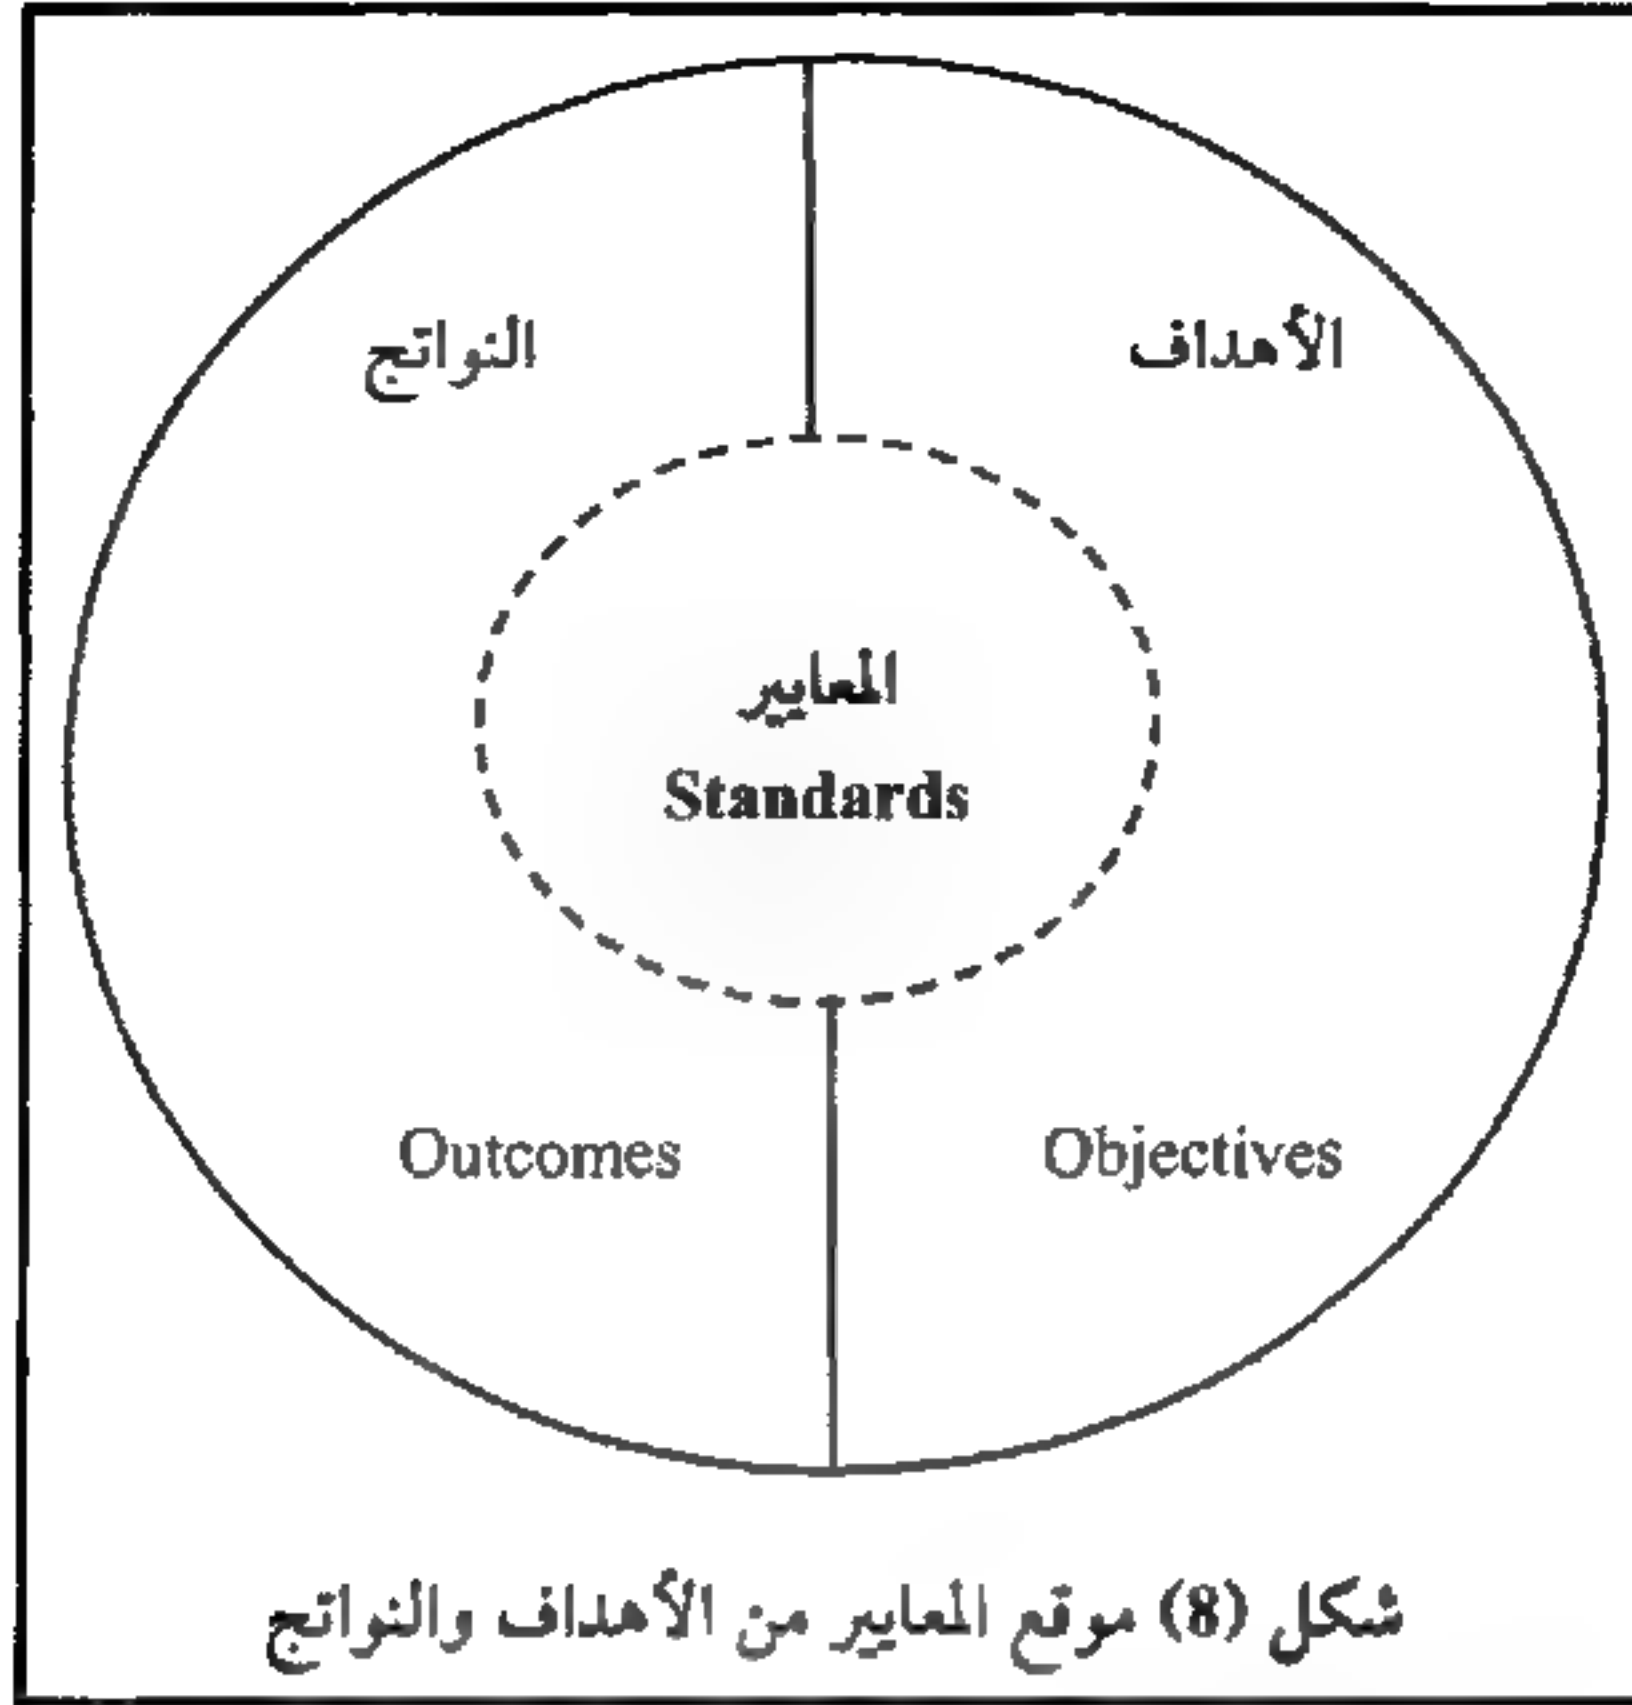 الأهداف
النواتج
المعايير
Standards
Objectives
Outcomes
شكل (8) موقع المعايير من الأهداف والنواتج